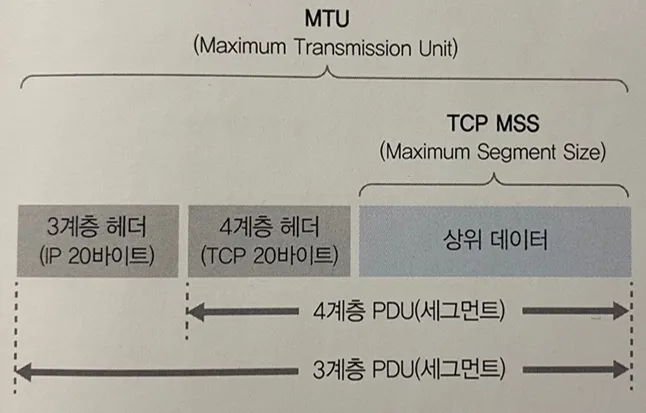 MTU
(Maximum Transmission Unit)
TCP MSS
(Maximum Segment Size)
3계층 헤더
(IP 20바이트)
4계층 헤더
(TCP 20바이트)
상위 데이터
4계층 PDU(세그먼트)
3계층 PDU(세그먼트)